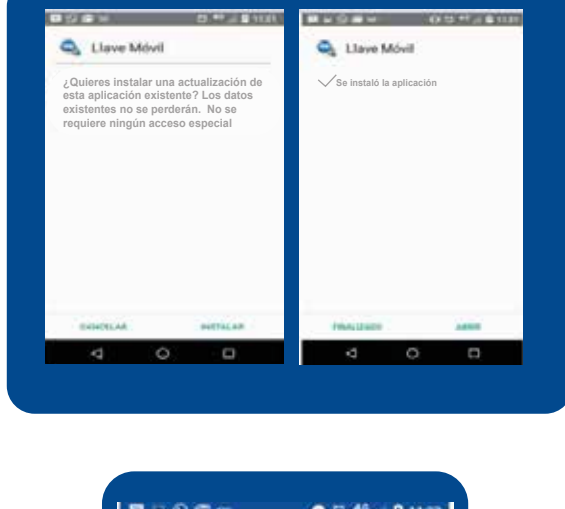 Llave Móvil
¿Quieres instalar una actualización de
esta aplicación existente? Los datos
existentes no se perderán. No se
requiere ningún acceso especial
CANCELAR
INSTALAR
Llave Móvil
Se instaló la aplicación
FINALIZADO
ABRIR